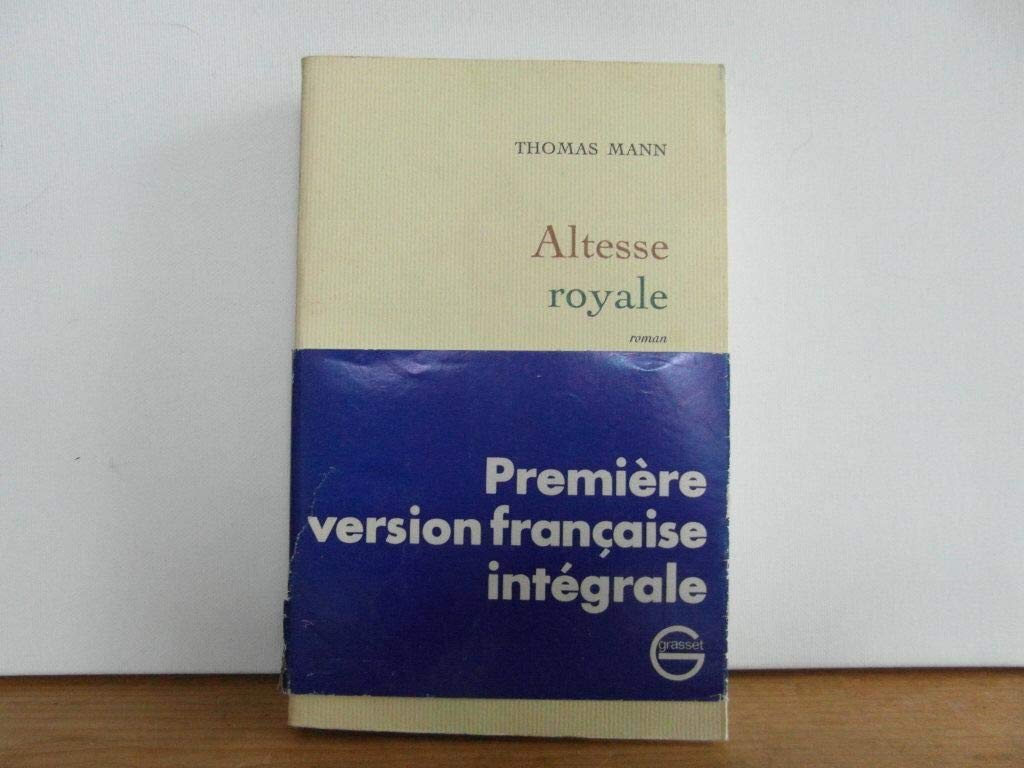 THOMAS MANN
Altesse
royale
roman
Première
version française
intégrale
grasset